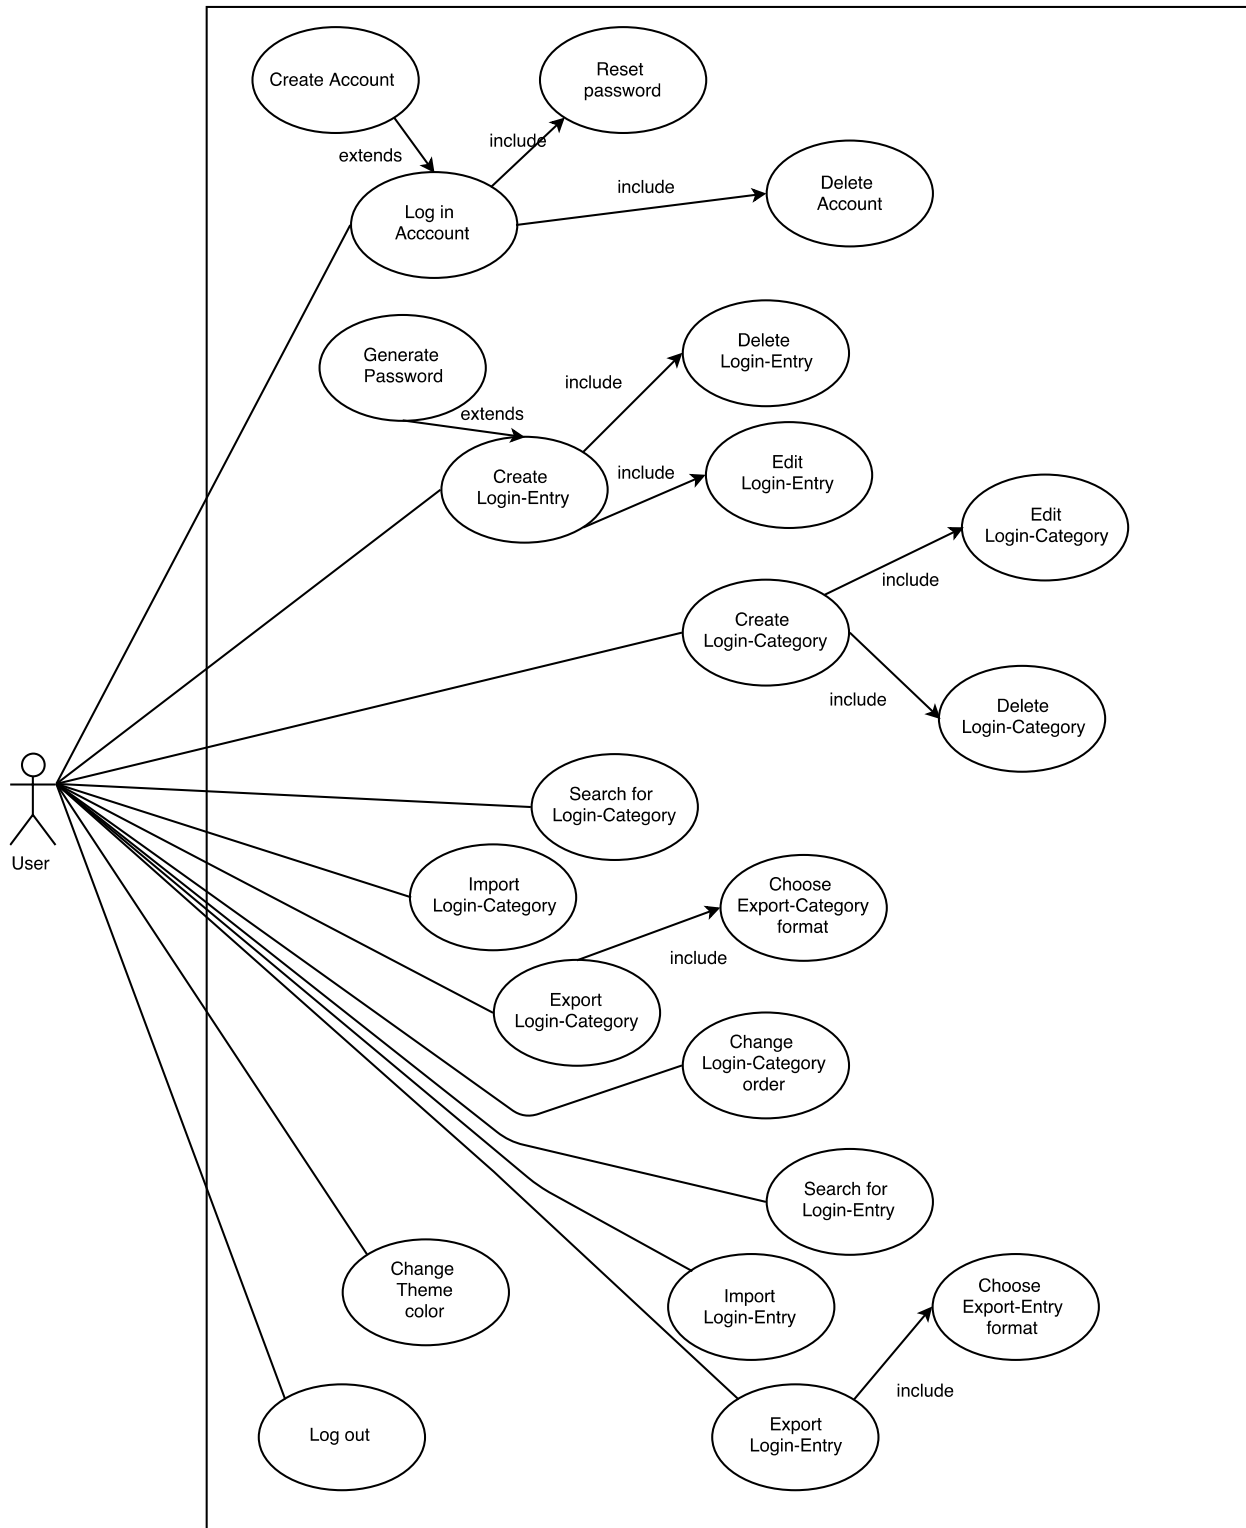 Create Account
Reset
password
include
extends
Log in
Acccount
include
Delete
Account
Generate
Password
extends
include
Delete
Login-Entry
Create
Login-Entry
include
Edit
Login-Entry
Edit
Login-Category
include
Create
Login-Category
include
Delete
Login-Category
User
Search for
Login-Category
Import
Login-Category
Choose
Export-Category
format
include
Export
Login-Category
Change
Login-Category
order
Search for
Login-Entry
Change
Theme
color
Import
Login-Entry
Choose
Export-Entry
format
include
Log out
Export
Login-Entry